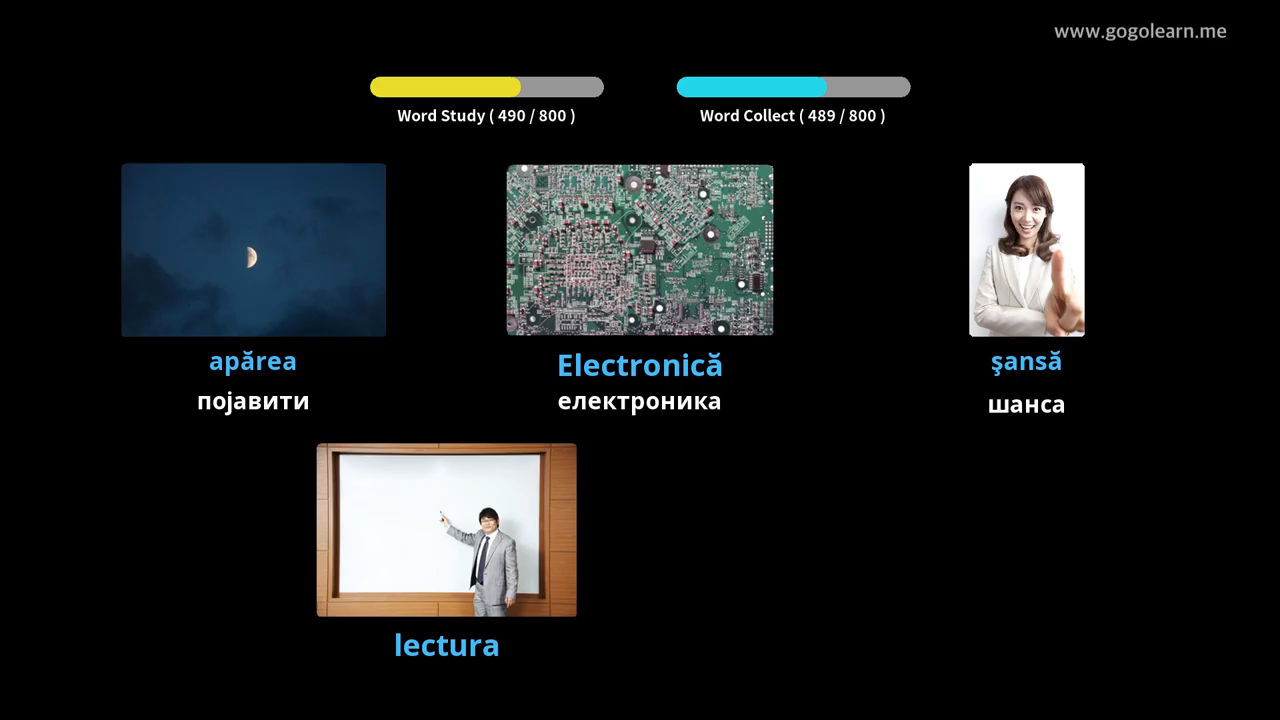 www.gogolearn.me
Word Study ( 490 / 800 )
Word Collect ( 489 / 800 )
apărea
појавити
Electronică
електроника
şansă
шанса
lectura